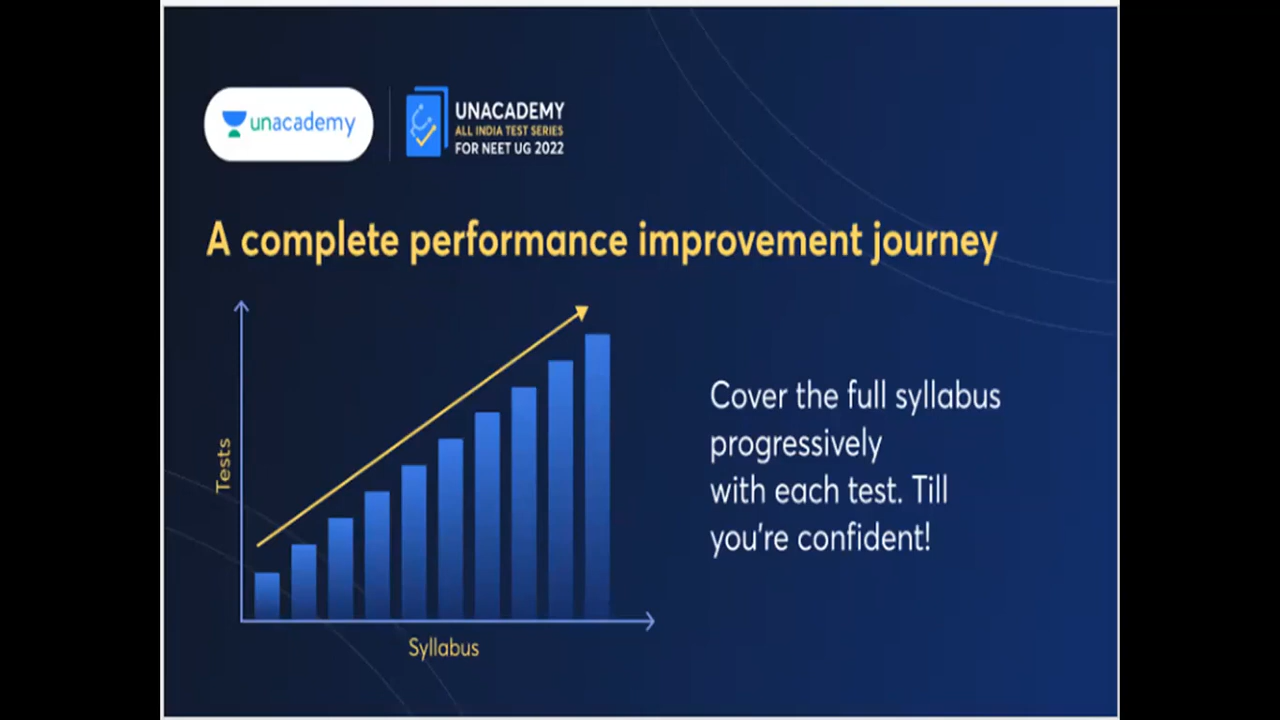 unacademy
UNACADEMY
ALL INDIA TEST SERIES
FOR NEET UG 2022
A complete performance improvement journey
Tests
Syllabus
Cover the full syllabus
progressively
with each test. Till
you're confident!